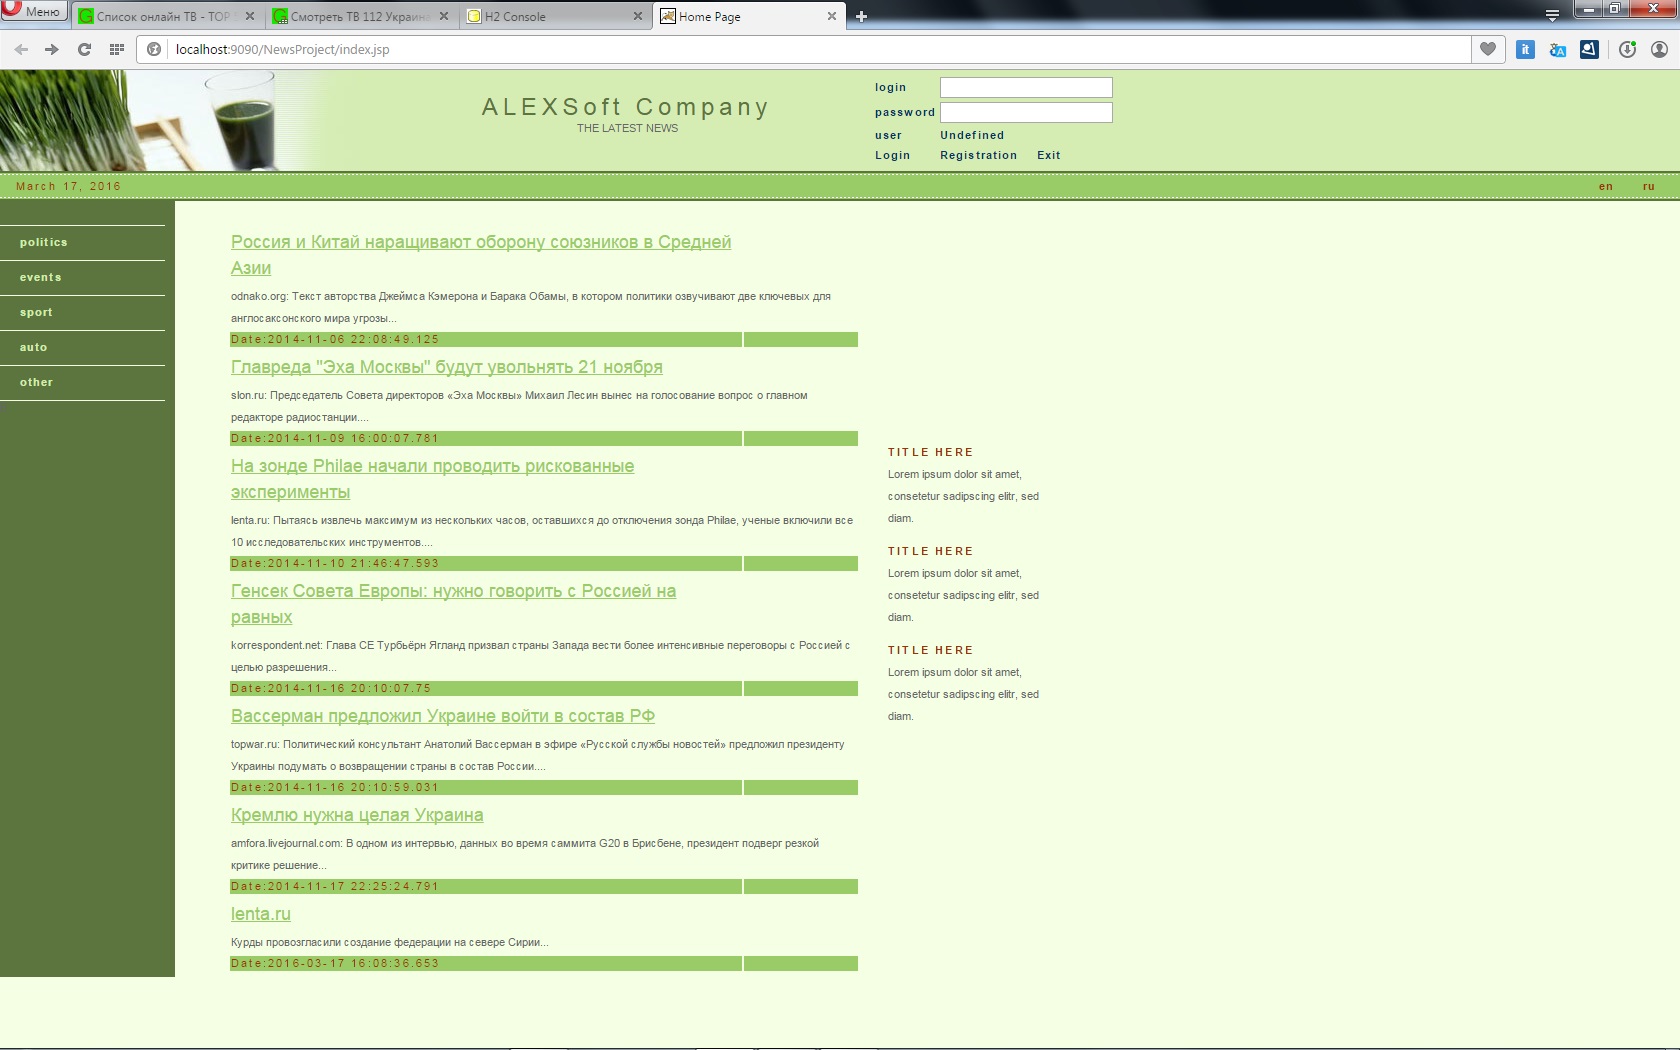 Меню
Список онлайн ТВ - TOP
Смотреть ТВ 112 Украина
H2 Console
Home Page
localhost:9090/NewsProject/index.jsp
ALEXSoft Company
THE LATEST NEWS
login
password
user Undefined
Login Registration Exit
March 17, 2016
en ru
politics
events
sport
auto
other
Россия и Китай наращивают оборону союзников в Средней
Азии
odnako.org: Текст авторства Джеймса Кэмерона и Барака Обамы, в котором политики озвучивают две ключевых для
англосаксонского мира угрозы...
Date:2014-11-06 22:08:49.125
Главреда "Эха Москвы" будут увольнять 21 ноября
slon.ru: Председатель Совета директоров «Эха Москвы» Михаил Лесин вынес на голосование вопрос о главном
редакторе радиостанции....
Date:2014-11-09 16:00:07.781
На зонде Philae начали проводить рискованные
эксперименты
lenta.ru: Пытаясь извлечь максимум из нескольких часов, оставшихся до отключения зонда Philae, ученые включили все
10 исследовательских инструментов....
Date:2014-11-10 21:46:47.593
Генсек Совета Европы: нужно говорить с Россией на
равных
korrespondent.net: Глава СЕ Турбьёрн Ягланд призвал страны Запада вести более интенсивные переговоры с Россией с
целью разрешения...
Date:2014-11-16 20:10:07.75
Вассерман предложил Украине войти в состав РФ
topwar.ru: Политический консультант Анатолий Вассерман в эфире «Русской службы новостей» предложил президенту
Украины подумать о возвращении страны в состав России....
Date:2014-11-16 20:10:59.031
Кремлю нужна целая Украина
amfora.livejournal.com: В одном из интервью, данных во время саммита G20 в Брисбене, президент подверг резкой
критике решение...
Date:2014-11-17 22:25:24.791
lenta.ru
Курды провозгласили создание федерации на севере Сирии...
Date:2016-03-17 16:08:36.653
TITLE HERE
Lorem ipsum dolor sit amet,
consetetur sadipscing elitr, sed
diam.
TITLE HERE
Lorem ipsum dolor sit amet,
consetetur sadipscing elitr, sed
diam.
TITLE HERE
Lorem ipsum dolor sit amet,
consetetur sadipscing elitr, sed
diam.